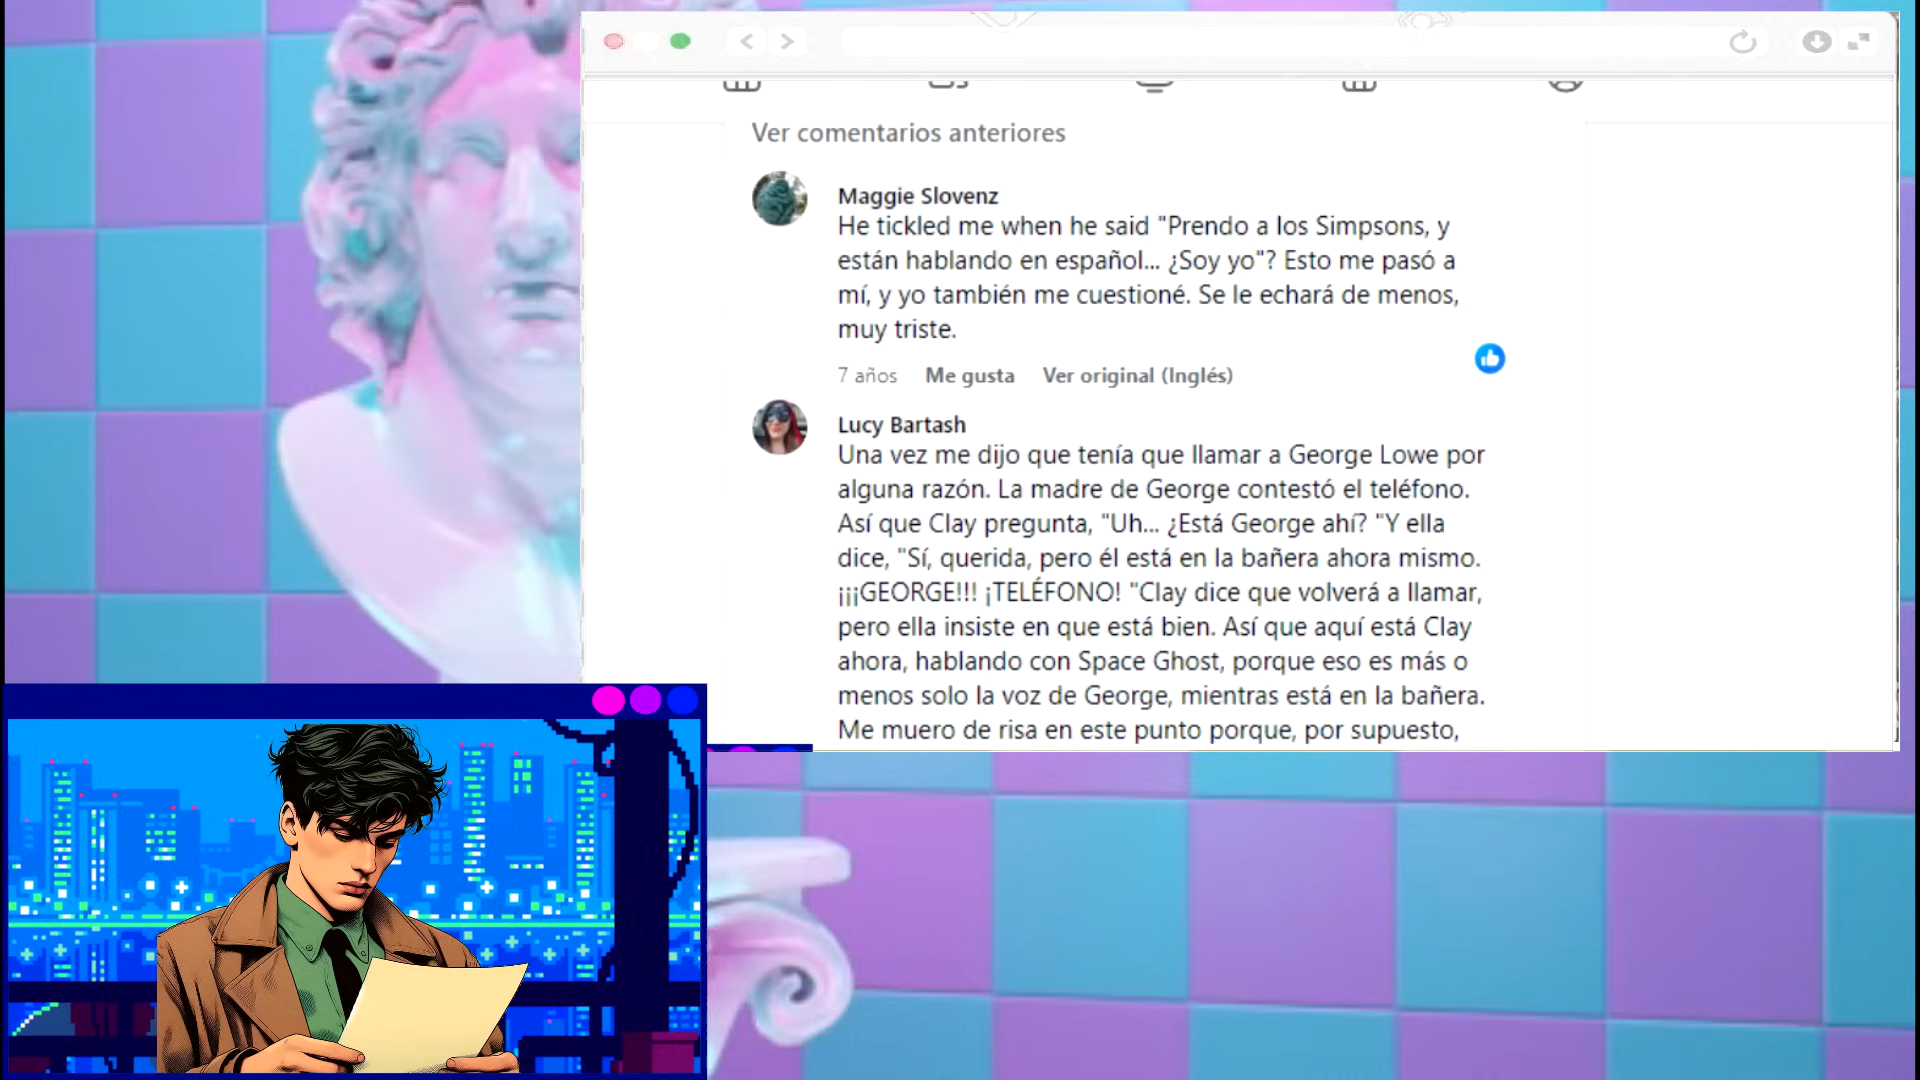 Ver comentarios anteriores
Maggie Slovenz
He tickled me when he said "Prendo a los Simpsons, y
están hablando en español... ¿Soy yo"? Esto me pasó a
mí, y yo también me cuestioné. Se le echará de menos,
muy triste.
7 años Me gusta Ver original (Inglés)
Lucy Bartash
Una vez me dijo que tenía que llamar a George Lowe por
alguna razón. La madre de George contestó el teléfono.
Así que Clay pregunta, "Uh... ¿Está George ahí? "Y ella
dice, "Sí, querida, pero él está en la bañera ahora mismo.
¡¡¡GEORGE!!! ¡TELÉFONO! "Clay dice que volverá a llamar,
pero ella insiste en que está bien. Así que aquí está Clay
ahora, hablando con Space Ghost, porque eso es más o
menos solo la voz de George, mientras está en la bañera.
Me muero de risa en este punto porque, por supuesto,